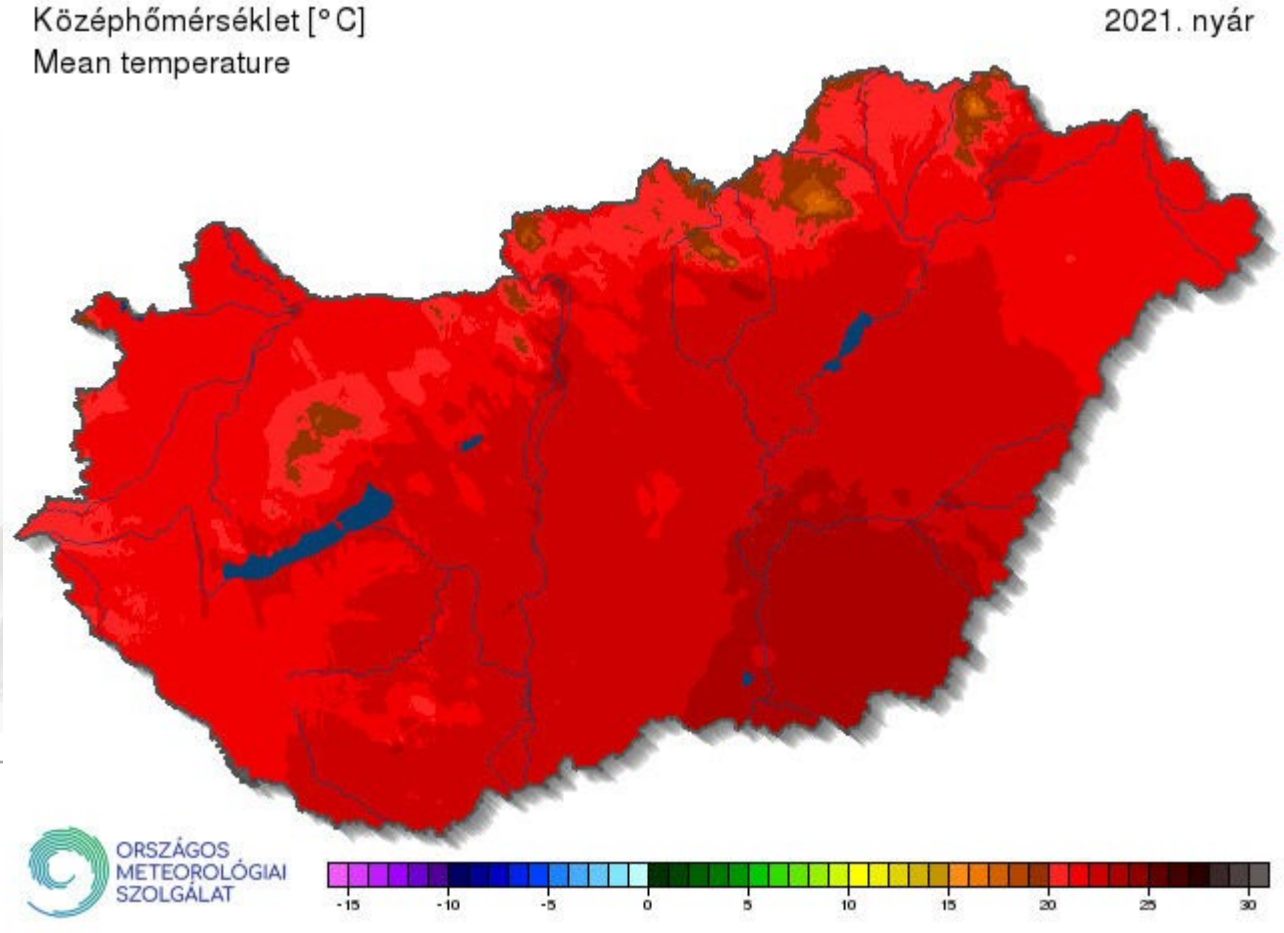 Középhőmérséklet [°C]
2021. nyár
Mean temperature
ORSZÁGOS
METEOROLÓGIAI
SZOLGÁLAT
-15 -10 -5 0 5 10 15 20 25 30